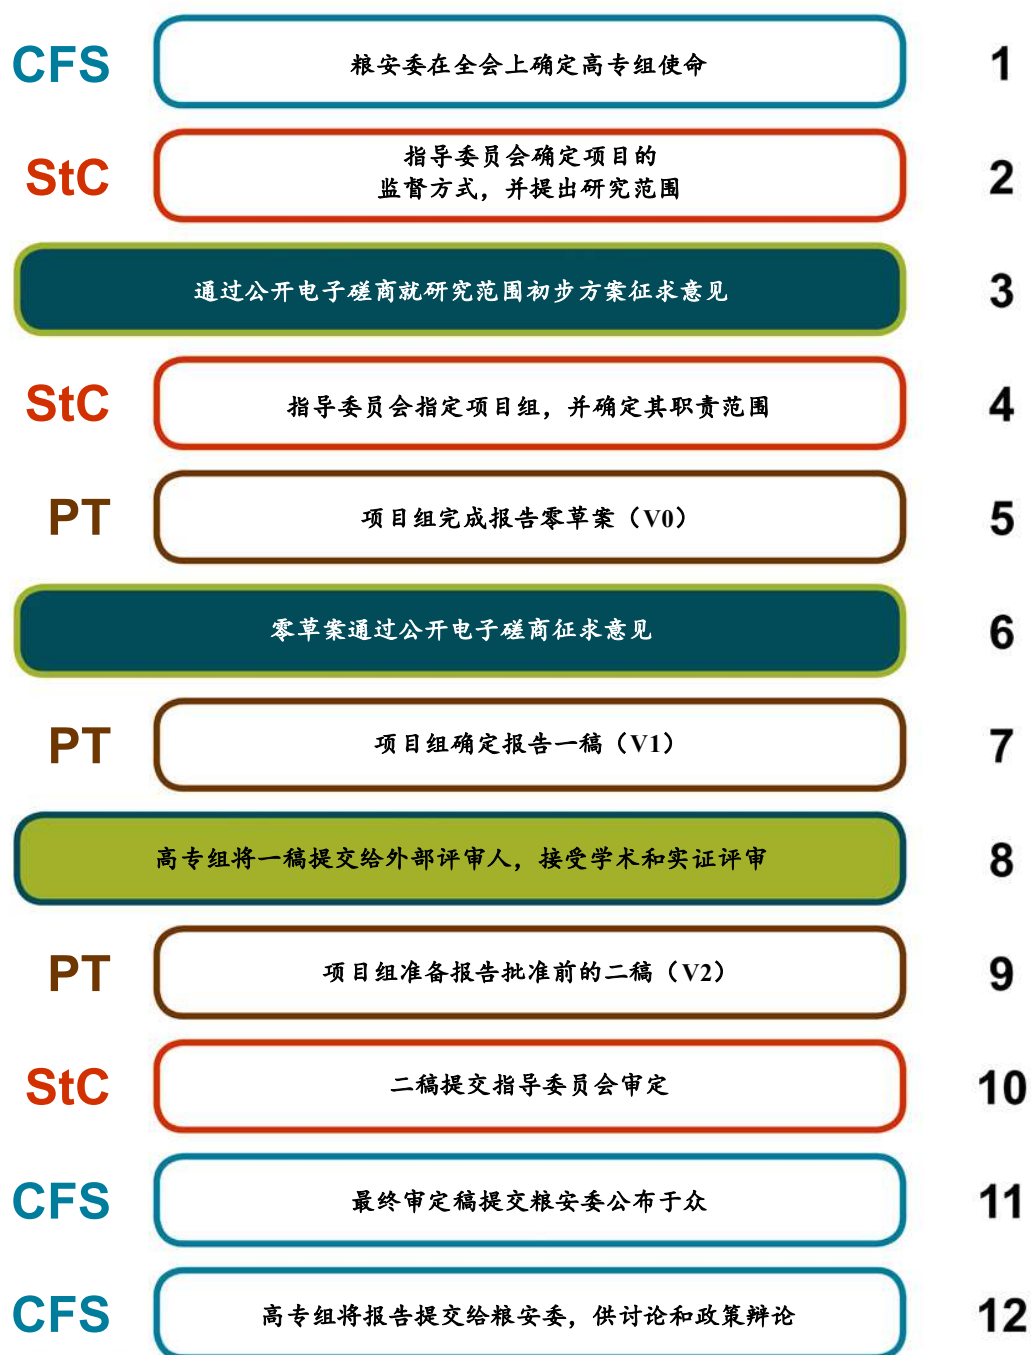 CFS 粮安委在全会上确定高专组使命 1
StC 指导委员会确定项目的
监督方式，并提出研究范围 2
通过公开电子磋商就研究范围初步方案征求意见 3
StC 指导委员会指定项目组，并确定其职责范围 4
PT 项目组完成报告零草案（V0） 5
零草案通过公开电子磋商征求意见 6
PT 项目组确定报告一稿（V1） 7
高专组将一稿提交给外部评审人，接受学术和实证评审 8
PT 项目组准备报告批准前的二稿（V2） 9
StC 二稿提交指导委员会审定 10
CFS 最终审定稿提交粮安委公布于众 11
CFS 高专组将报告提交给粮安委，供讨论和政策辩论 12